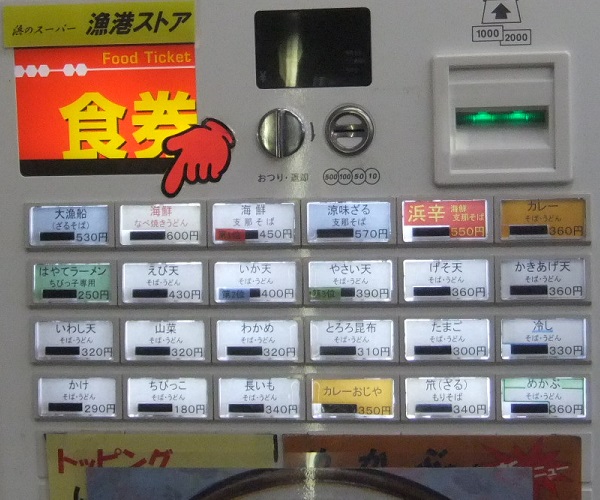 浜のスーパー 漁港ストア
Food Ticket
食券
1000 2000
おつり・返却
500 100 50 10
大漁船
(ざるそば)
530円
海鮮
なべ焼きうどん
600円
海鮮
支那そば
450円
涼味ざる
支那そば
570円
浜辛 海鮮
支那そば
550円
カレー
そば・うどん
360円
はやてラーメン
ちびっ子専用
250円
えび天
そば・うどん
430円
いか天
そば・うどん
400円
やさい天
そば・うどん
390円
げそ天
そば・うどん
360円
かきあげ天
そば・うどん
360円
いわし天
そば・うどん
320円
山菜
そば・うどん
320円
わかめ
そば・うどん
320円
とろろ昆布
そば・うどん
310円
たまご
そば・うどん
300円
冷し
そば・うどん
330円
かけ
そば・うどん
290円
ちびっこ
そば・うどん
180円
長いも
そば・うどん
340円
カレーおじや
350円
笊(ざる)
もりそば
340円
めかぶ
そば・うどん
360円
トッピング